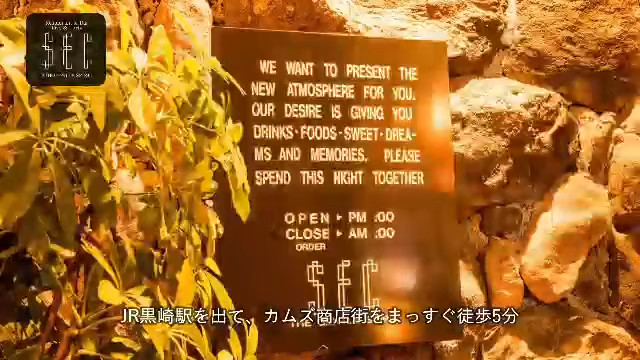 SEC
WE WANT TO PRESENT THE
NEW ATMOSPHERE FOR YOU.
OUR DESIRE IS GIVING YOU
DRINKS・FOODS・SWEET・DREA-
MS AND MEMORIES. PLEASE
SPEND THIS NIGHT TOGETHER
OPEN ▸ PM :00
CLOSE ▸ AM :00
ORDER
SEC
JR黒崎駅を出て、カムズ商店街をまっすぐ徒歩5分